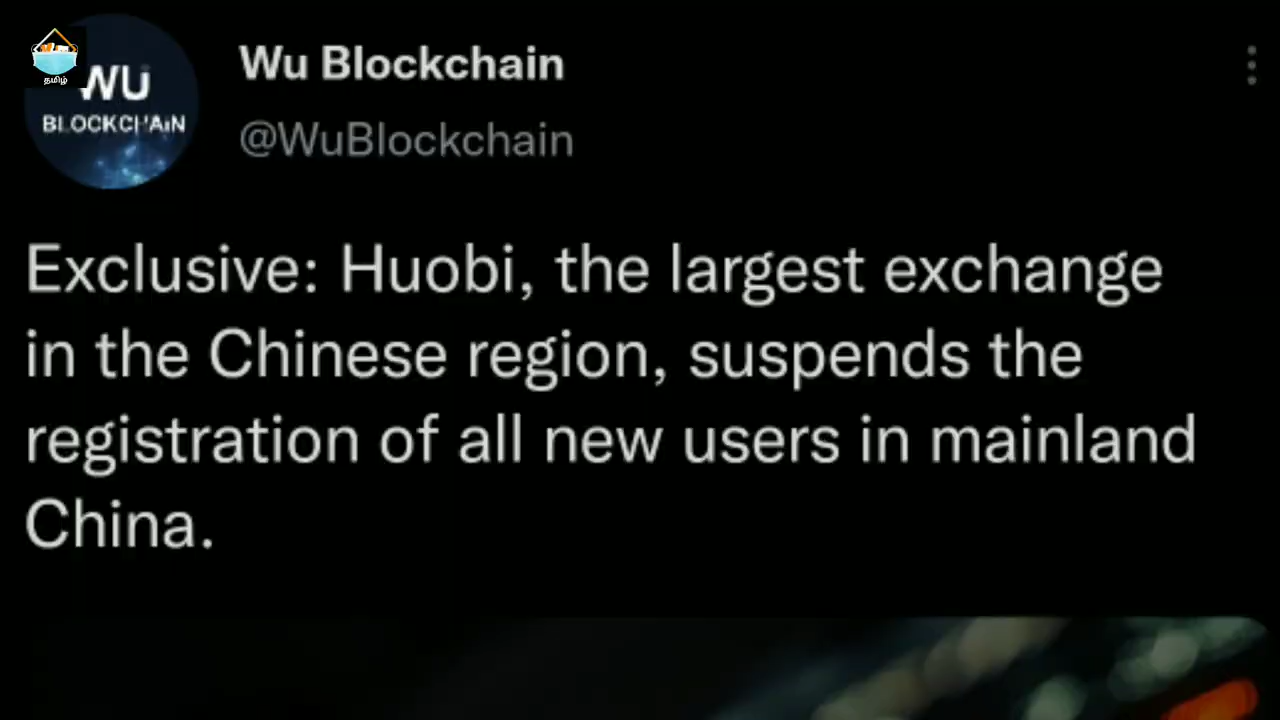 தமிழ்
WU
BLOCKCHAiN
Wu Blockchain
@WuBlockchain
Exclusive: Huobi, the largest exchange
in the Chinese region, suspends the
registration of all new users in mainland
China.